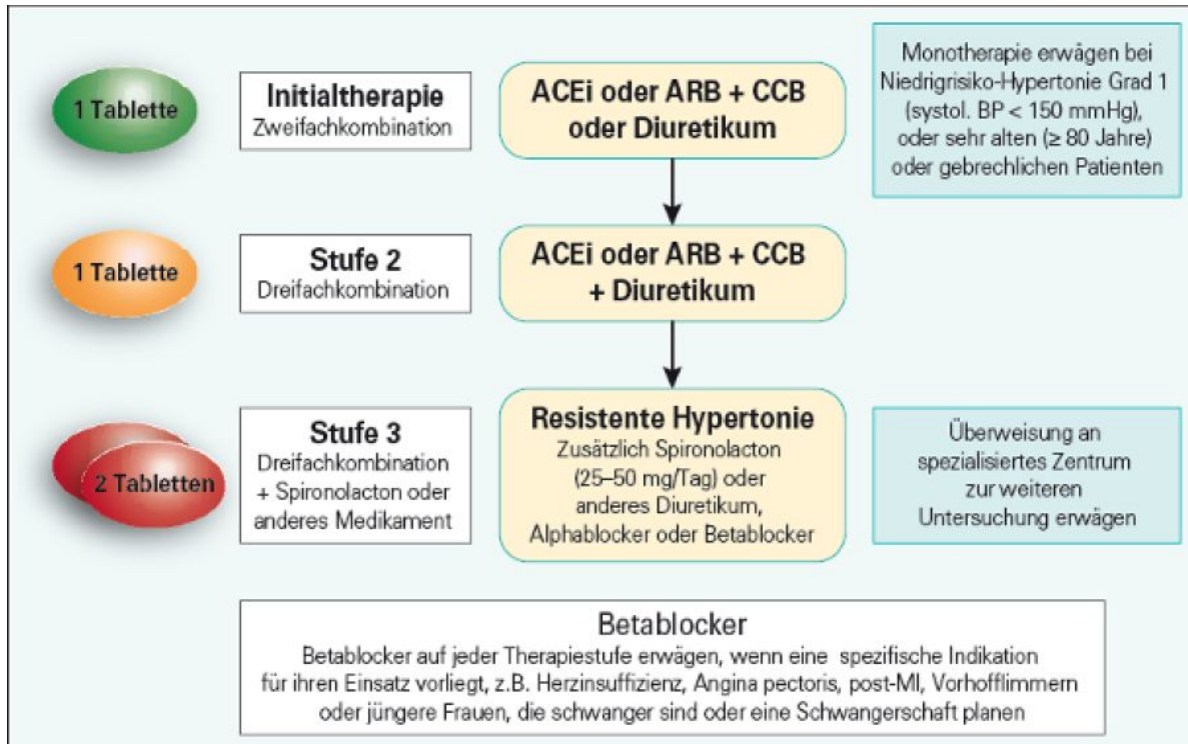 1 Tablette
Initialtherapie
Zweifachkombination
ACEi oder ARB + CCB
oder Diuretikum
Monotherapie erwägen bei
Niedrigrisiko-Hypertonie Grad 1
(systol. BP < 150 mmHg),
oder sehr alten (≥ 80 Jahre)
oder gebrechlichen Patienten
1 Tablette
Stufe 2
Dreifachkombination
ACEi oder ARB + CCB
+ Diuretikum
2 Tabletten
Stufe 3
Dreifachkombination
+ Spironolacton oder
anderes Medikament
Resistente Hypertonie
Zusätzlich Spironolacton
(25–50 mg/Tag) oder
anderes Diuretikum,
Alphablocker oder Betablocker
Überweisung an
spezialisiertes Zentrum
zur weiteren
Untersuchung erwägen
Betablocker
Betablocker auf jeder Therapiestufe erwägen, wenn eine spezifische Indikation
für ihren Einsatz vorliegt, z.B. Herzinsuffizienz, Angina pectoris, post-MI, Vorhofflimmern
oder jüngere Frauen, die schwanger sind oder eine Schwangerschaft planen